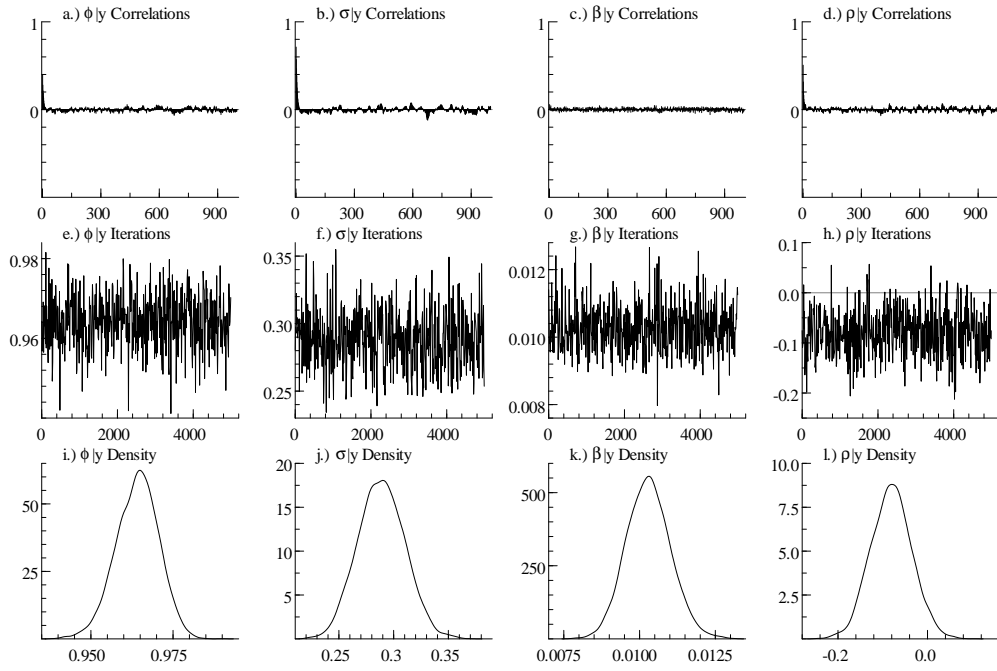 a.) ϕ|y Correlations
b.) σ|y Correlations
c.) β|y Correlations
d.) ρ|y Correlations
1
0
0 300 600 900
1
0
0 300 600 900
1
0
0 300 600 900
1
0
0 300 600 900
e.) ϕ|y Iterations
f.) σ|y Iterations
g.) β|y Iterations
h.) ρ|y Iterations
0.98
0.96
0 2000 4000
0.35
0.30
0.25
0 2000 4000
0.012
0.010
0.008
0 2000 4000
0.1
0.0
-0.1
-0.2
0 2000 4000
i.) ϕ|y Density
j.) σ|y Density
k.) β|y Density
l.) ρ|y Density
50
25
0.950 0.975
20
15
10
5
0.25 0.3 0.35
500
250
0.0075 0.0100 0.0125
10.0
7.5
5.0
2.5
-0.2 0.0